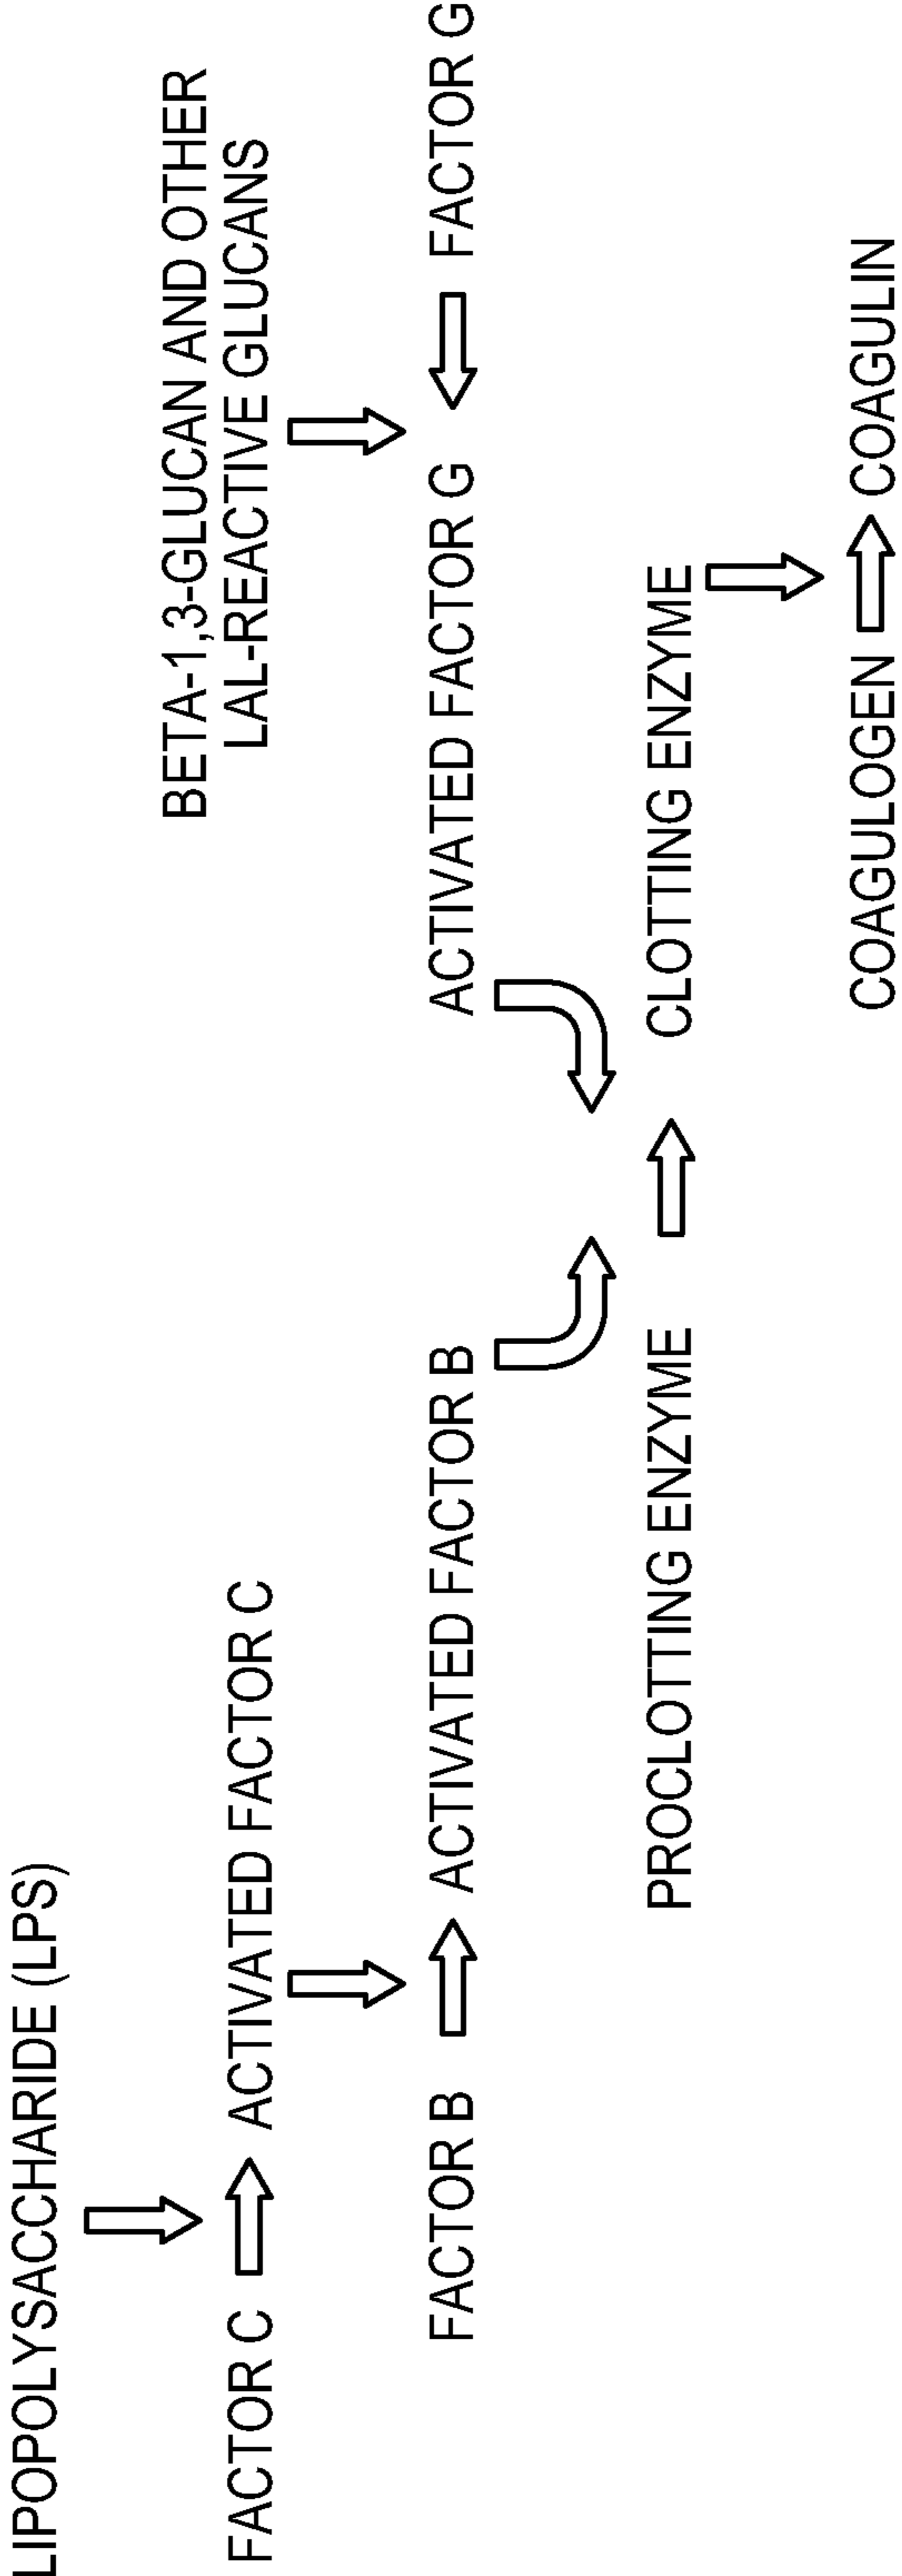 LIPOPOLYSACCHARIDE (LPS)
BETA-1,3-GLUCAN AND OTHER
LAL-REACTIVE GLUCANS
FACTOR C ACTIVATED FACTOR C
FACTOR B ACTIVATED FACTOR B ACTIVATED FACTOR G FACTOR G
PROCLOTTING ENZYME CLOTTING ENZYME
COAGULOGEN COAGULIN